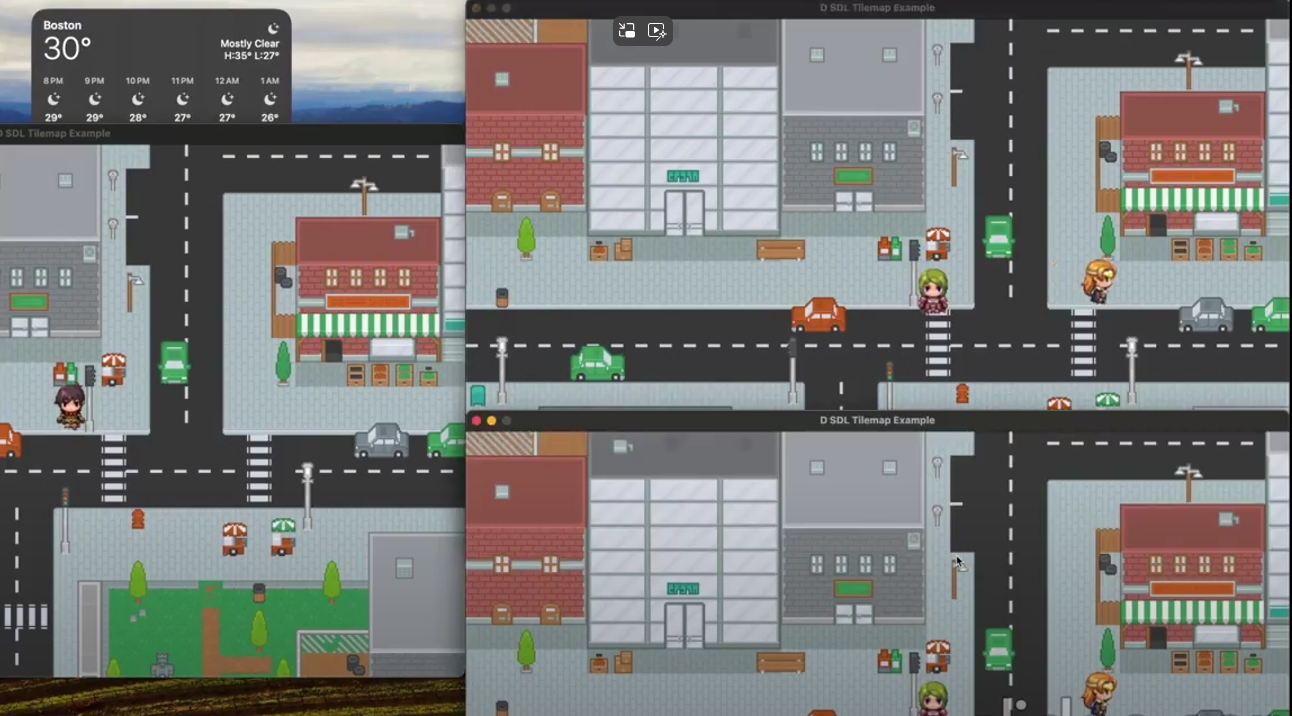 Boston
30°
Mostly Clear
H:35° L:27°
8 PM 9 PM 10 PM 11 PM 12 AM 1 AM
29° 29° 28° 27° 27° 26°
D SDL Tilemap Example
D SDL Tilemap Example
D SDL Tilemap Example